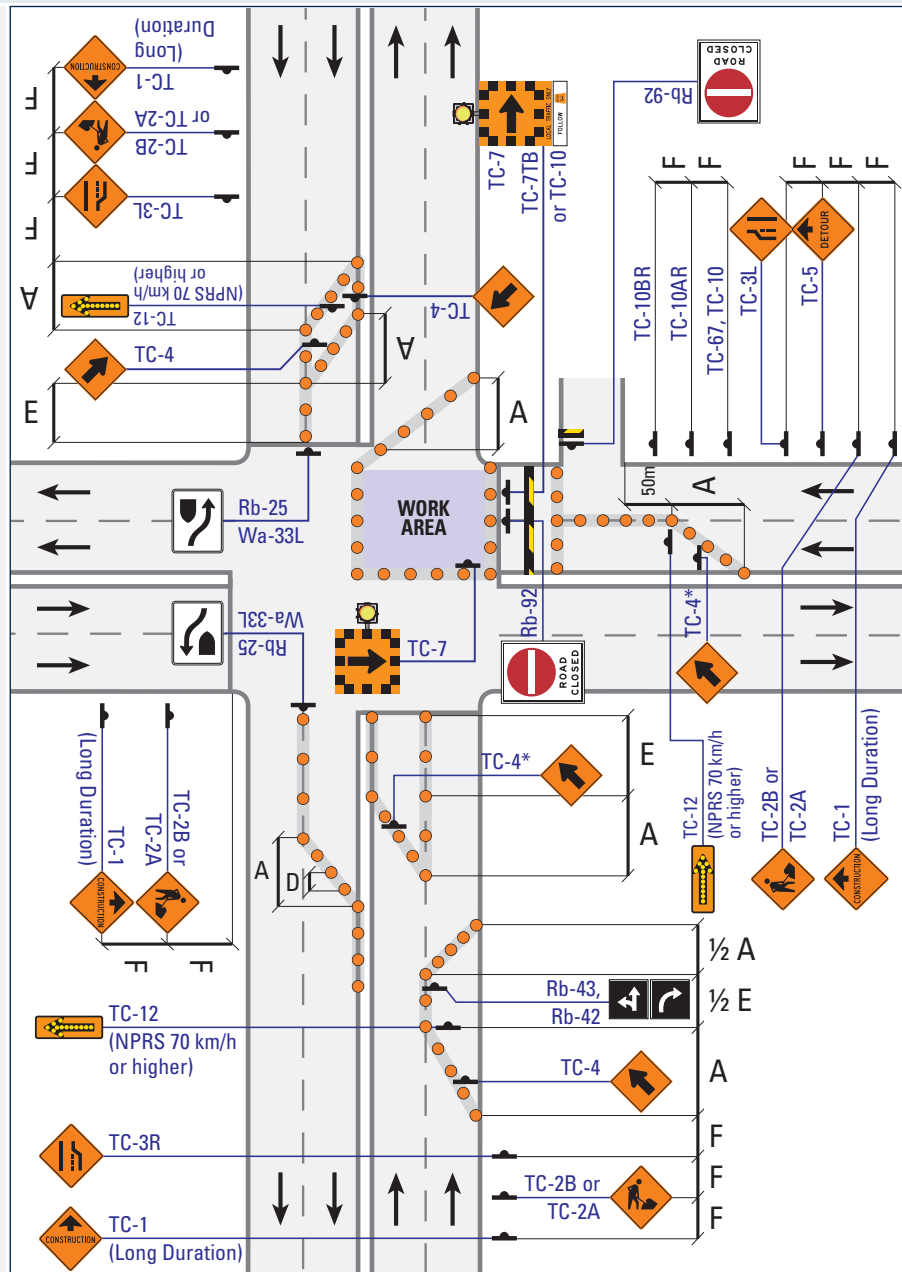 CONSTRUCTION
TC-1
(Long
Duration)
TC-2B
or TC-2A
TC-3L
F
F
F
A
TC-12
(NPRS 70 km/h
or higher)
TC-4
TC-4
A
E
Rb-25
Wa-33L
LOCAL TRAFFIC ONLY
FOLLOW
TC-7
TC-7TB
or TC-10
ROAD
CLOSED
Rb-92
F
F
F
F
F
TC-10BR
TC-10AR
TC-67, TC-10
TC-3L
DETOUR
TC-5
A
50m
A
WORK
AREA
Wa-33L
Rb-25
TC-7
Rb-92
ROAD
CLOSED
TC-4*
TC-12
(NPRS 70 km/h
or higher)
TC-2B or
TC-2A
TC-1
(Long Duration)
CONSTRUCTION
TC-4*
E
A
TC-1
(Long Duration)
TC-2B or
TC-2A
CONSTRUCTION
F
F
A
D
½ A
Rb-43,
Rb-42
½ E
TC-12
(NPRS 70 km/h
or higher)
TC-4
A
TC-3R
F
TC-2B or
TC-2A
F
F
CONSTRUCTION
TC-1
(Long Duration)